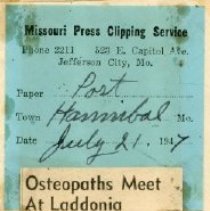 Missouri Press Clipping Service
Phone 2211 523 E. Capitol Ave.
Jefferson City, Mo.
Paper Post
Town Hannibal Mo.
Date July 21. 1947
Osteopaths Meet
At Laddonia